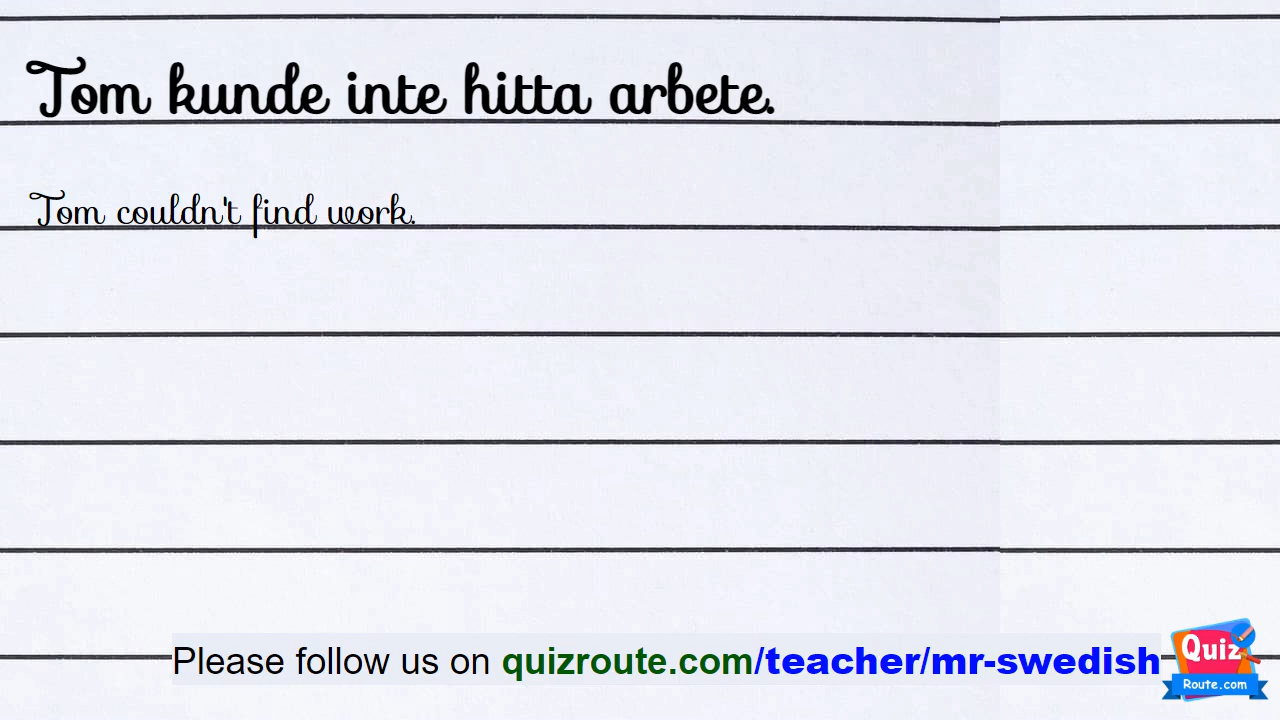 Tom kunde inte hitta arbete.
Tom couldn't find work.
Please follow us on quizroute.com/teacher/mr-swedish
Quiz
Route.com